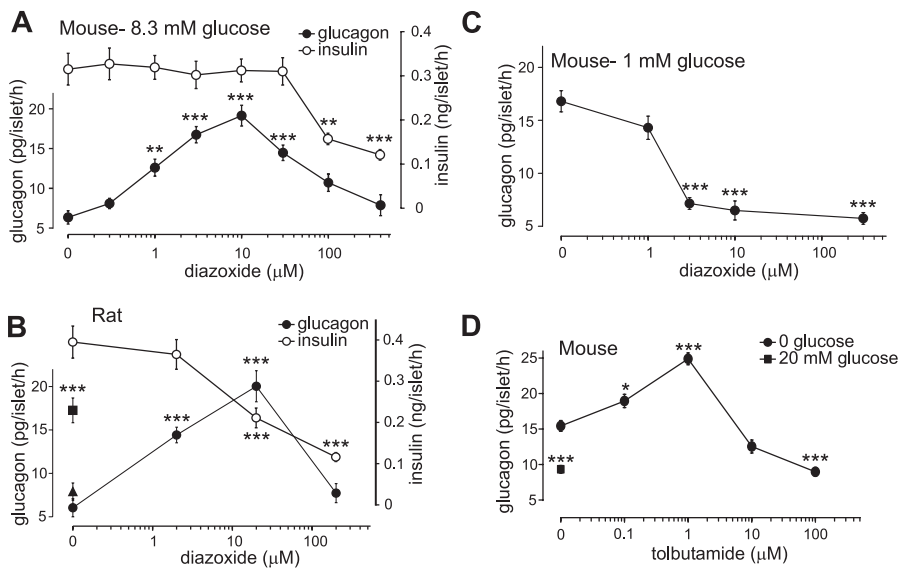 A
Mouse- 8.3 mM glucose
glucagon
insulin
glucagon (pg/islet/h)
20
15
10
5
0.4
0.3
0.2
0.1
0
insulin (ng/islet/h)
**
***
***
***
**
***
0
1
10
100
diazoxide (μM)
C
Mouse- 1 mM glucose
glucagon (pg/islet/h)
20
15
10
5
***
***
***
0
1
10
100
diazoxide (μM)
B
Rat
glucagon
insulin
glucagon (pg/islet/h)
20
15
10
5
0.4
0.3
0.2
0.1
0
insulin (ng/islet/h)
***
***
***
***
***
0
1
10
100
diazoxide (μM)
D
Mouse
0 glucose
20 mM glucose
glucagon (pg/islet/h)
25
20
15
10
5
***
*
***
***
0
0.1
1
10
100
tolbutamide (μM)